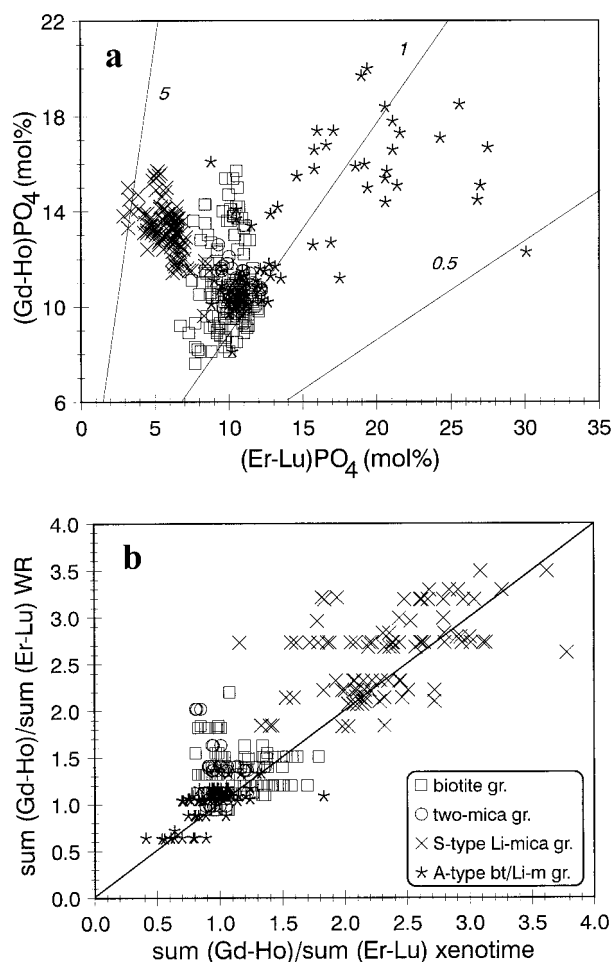 a
22
18
14
10
6
(Gd-Ho)PO4 (mol%)
5
1
0.5
0 5 10 15 20 25 30 35
(Er-Lu)PO4 (mol%)
b
4.0
3.5
3.0
2.5
2.0
1.5
1.0
0.5
0.0
sum (Gd-Ho)/sum (Er-Lu) WR
biotite gr.
two-mica gr.
S-type Li-mica gr.
A-type bt/Li-m gr.
0.0 0.5 1.0 1.5 2.0 2.5 3.0 3.5 4.0
sum (Gd-Ho)/sum (Er-Lu) xenotime